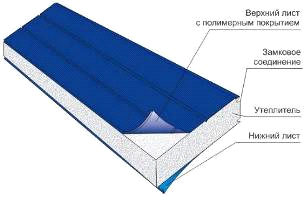 Верхний лист
с полимерным покрытием
Замковое
соединение
Утеплитель
Нижний лист